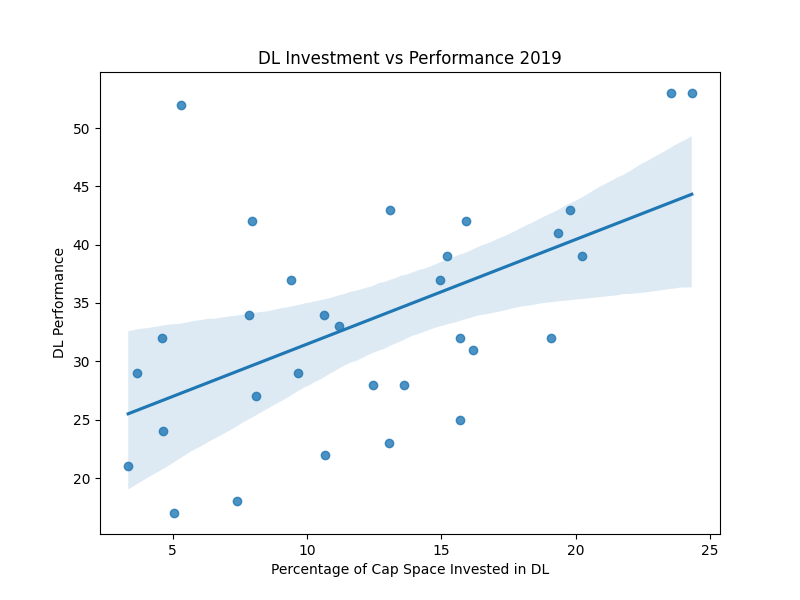 DL Investment vs Performance 2019
50
45
40
35
30
25
20
DL Performance
5 10 15 20 25
Percentage of Cap Space Invested in DL